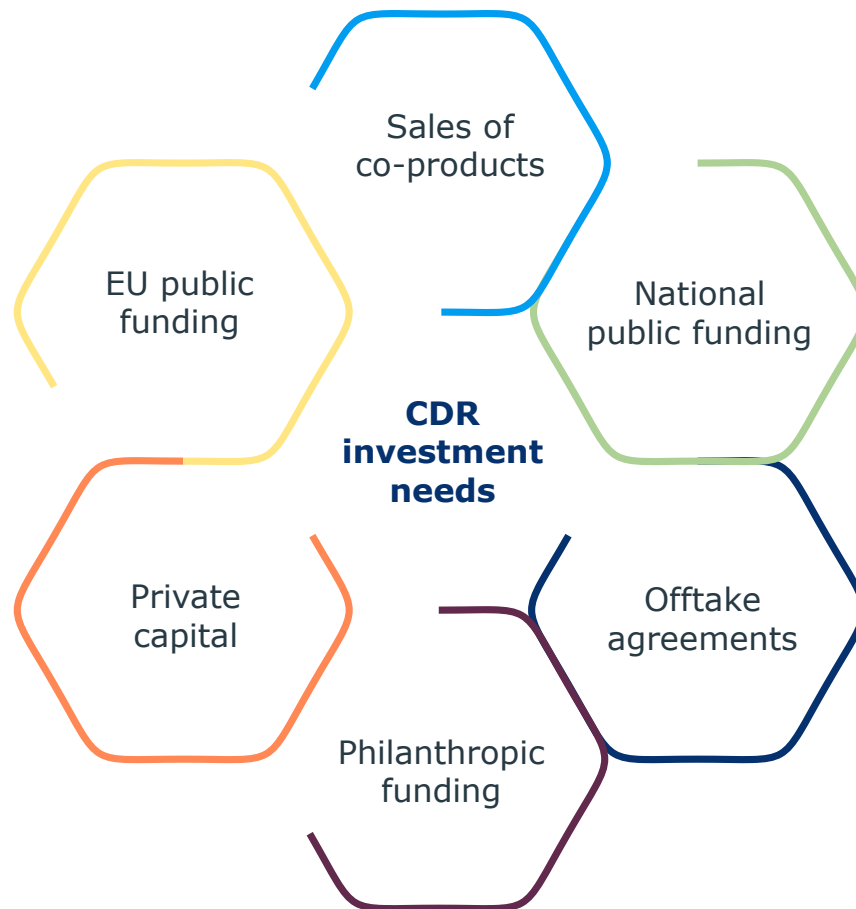 Sales of
co-products
EU public
funding
National
public funding
CDR
investment
needs
Private
capital
Offtake
agreements
Philanthropic
funding